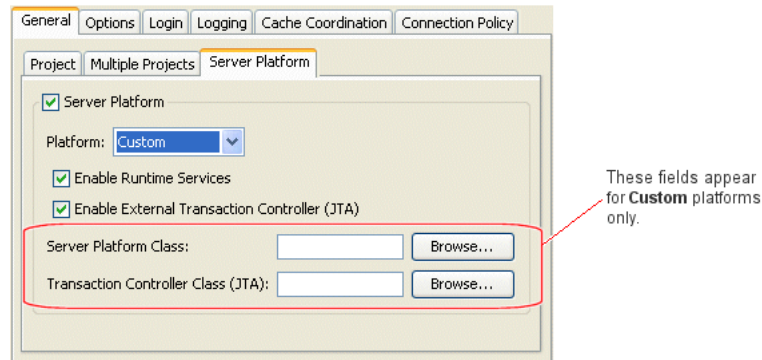 General Options Login Logging Cache Coordination Connection Policy
Project Multiple Projects Server Platform
Server Platform
Platform: Custom
Enable Runtime Services
Enable External Transaction Controller (JTA)
Server Platform Class: Browse...
Transaction Controller Class (JTA): Browse...
These fields appear
for Custom platforms
only.